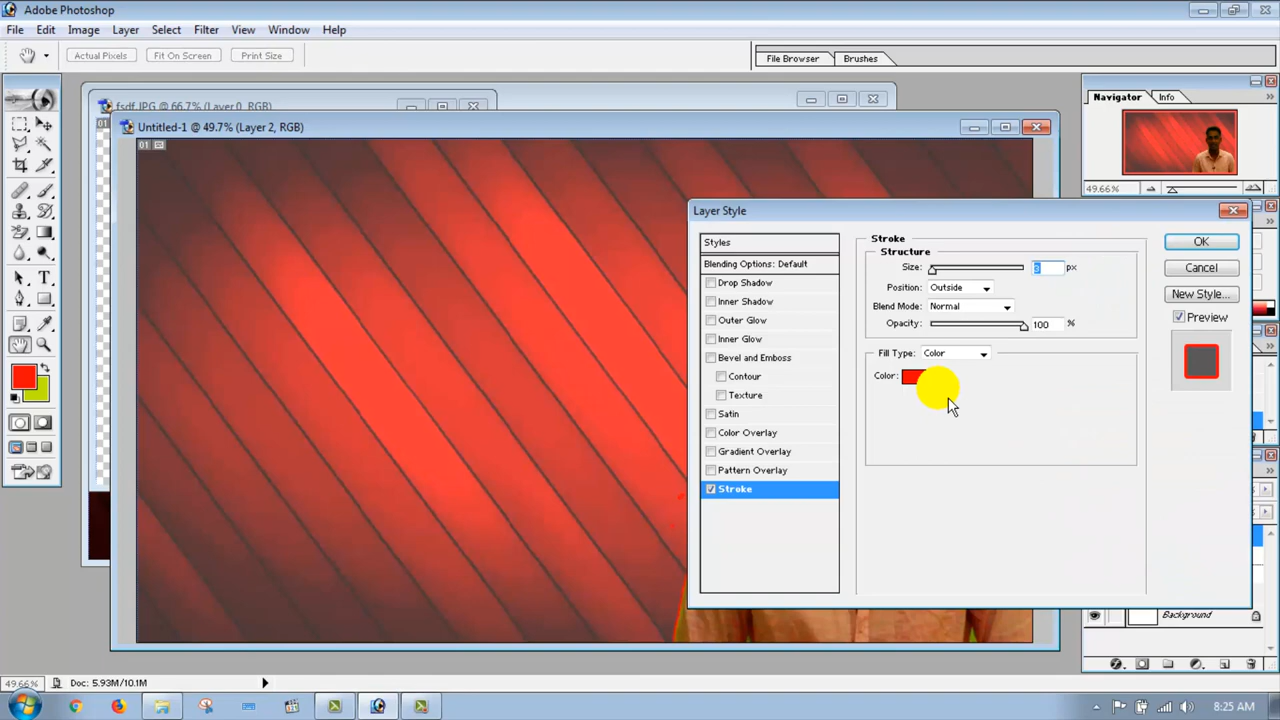 Adobe Photoshop
File Edit Image Layer Select Filter View Window Help
Actual Pixels Fit On Screen Print Size File Browser Brushes
fsdf.JPG @ 66.7% (Layer 0, RGB)
Untitled-1 @ 49.7% (Layer 2, RGB)
01
01
Navigator Info
49.66%
Layer Style
Styles
Blending Options: Default
Drop Shadow
Inner Shadow
Outer Glow
Inner Glow
Bevel and Emboss
Contour
Texture
Satin
Color Overlay
Gradient Overlay
Pattern Overlay
Stroke
Stroke
Structure
Size: 3 px
Position: Outside
Blend Mode: Normal
Opacity: 100 %
Fill Type: Color
Color:
OK
Cancel
New Style...
Preview
Background
49.66% Doc: 5.93M/10.1M
8:25 AM